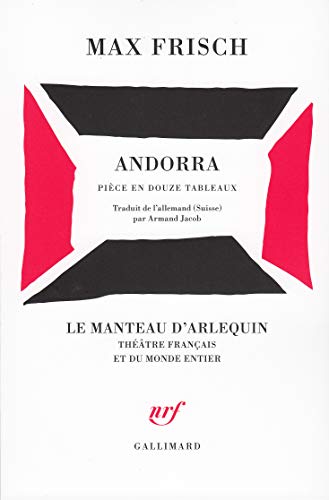 MAX FRISCH
ANDORRA
PIÈCE EN DOUZE TABLEAUX
Traduit de l'allemand (Suisse)
par Armand Jacob
LE MANTEAU D'ARLEQUIN
THÉÂTRE FRANÇAIS
ET DU MONDE ENTIER
nrf
GALLIMARD